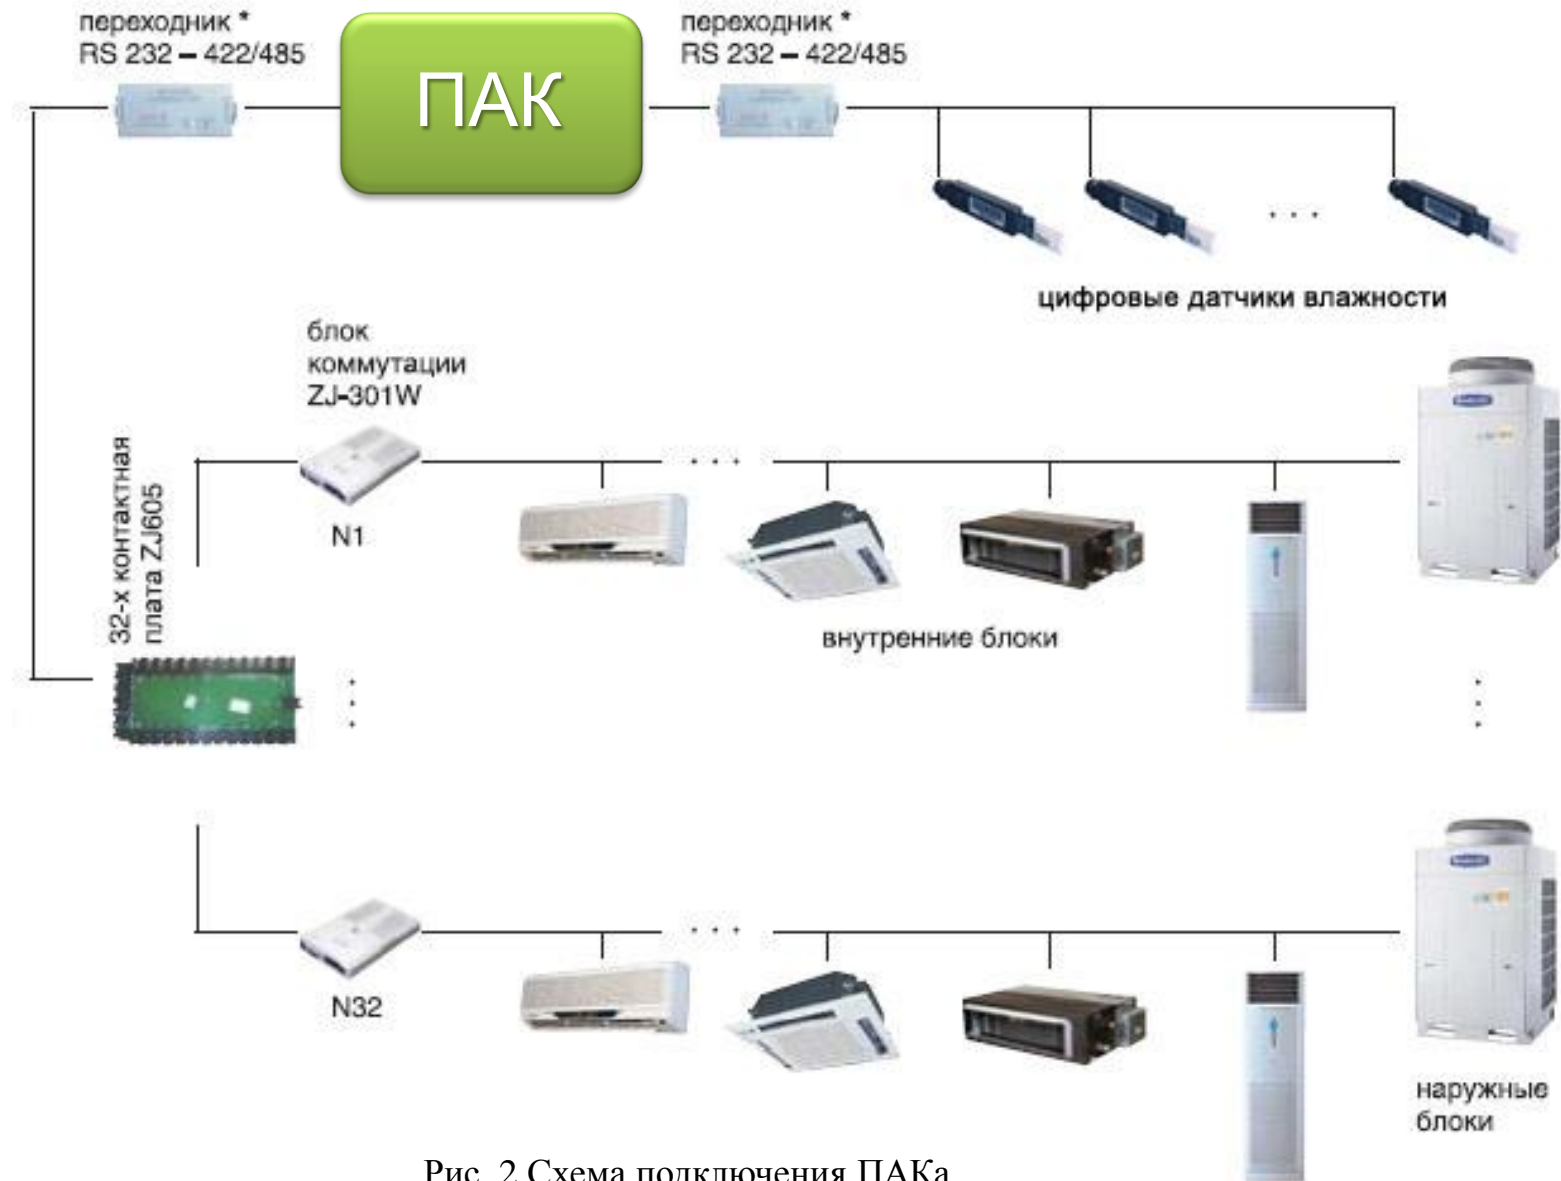 переходник *
RS 232 – 422/485
ПАК
переходник *
RS 232 – 422/485
цифровые датчики влажности
блок
коммутации
ZJ-301W
32-х контактная
плата ZJ605
N1
внутренние блоки
N32
наружные
блоки
Рис. 2 Схема подключения ПАКа